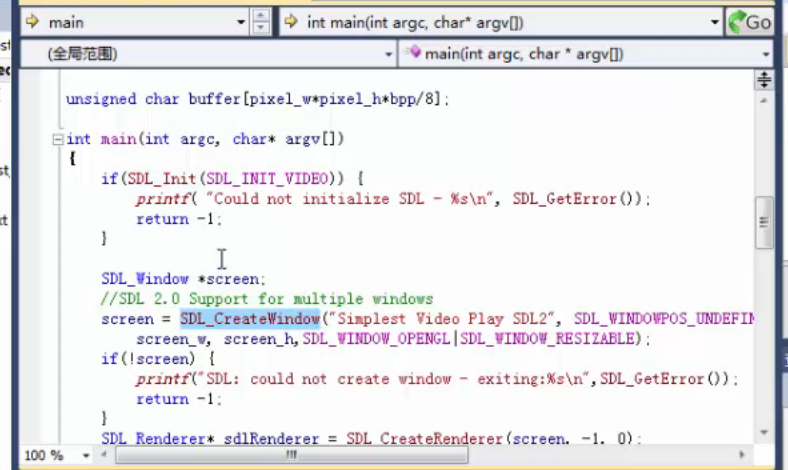 main
int main(int argc, char* argv[])
Go
(全局范围)
main(int argc, char * argv[])
unsigned char buffer[pixel_w*pixel_h*bpp/8];
int main(int argc, char* argv[])
{
if(SDL_Init(SDL_INIT_VIDEO)) {
printf( "Could not initialize SDL - %s\n", SDL_GetError());
return -1;
}
SDL_Window *screen;
//SDL 2.0 Support for multiple windows
screen = SDL_CreateWindow("Simplest Video Play SDL2", SDL_WINDOWPOS_UNDEFIN
screen_w, screen_h,SDL_WINDOW_OPENGL|SDL_WINDOW_RESIZABLE);
if(!screen) {
printf("SDL: could not create window - exiting:%s\n",SDL_GetError());
return -1;
}
SDL_Renderer* sdlRenderer = SDL_CreateRenderer(screen, -1, 0);
100 %